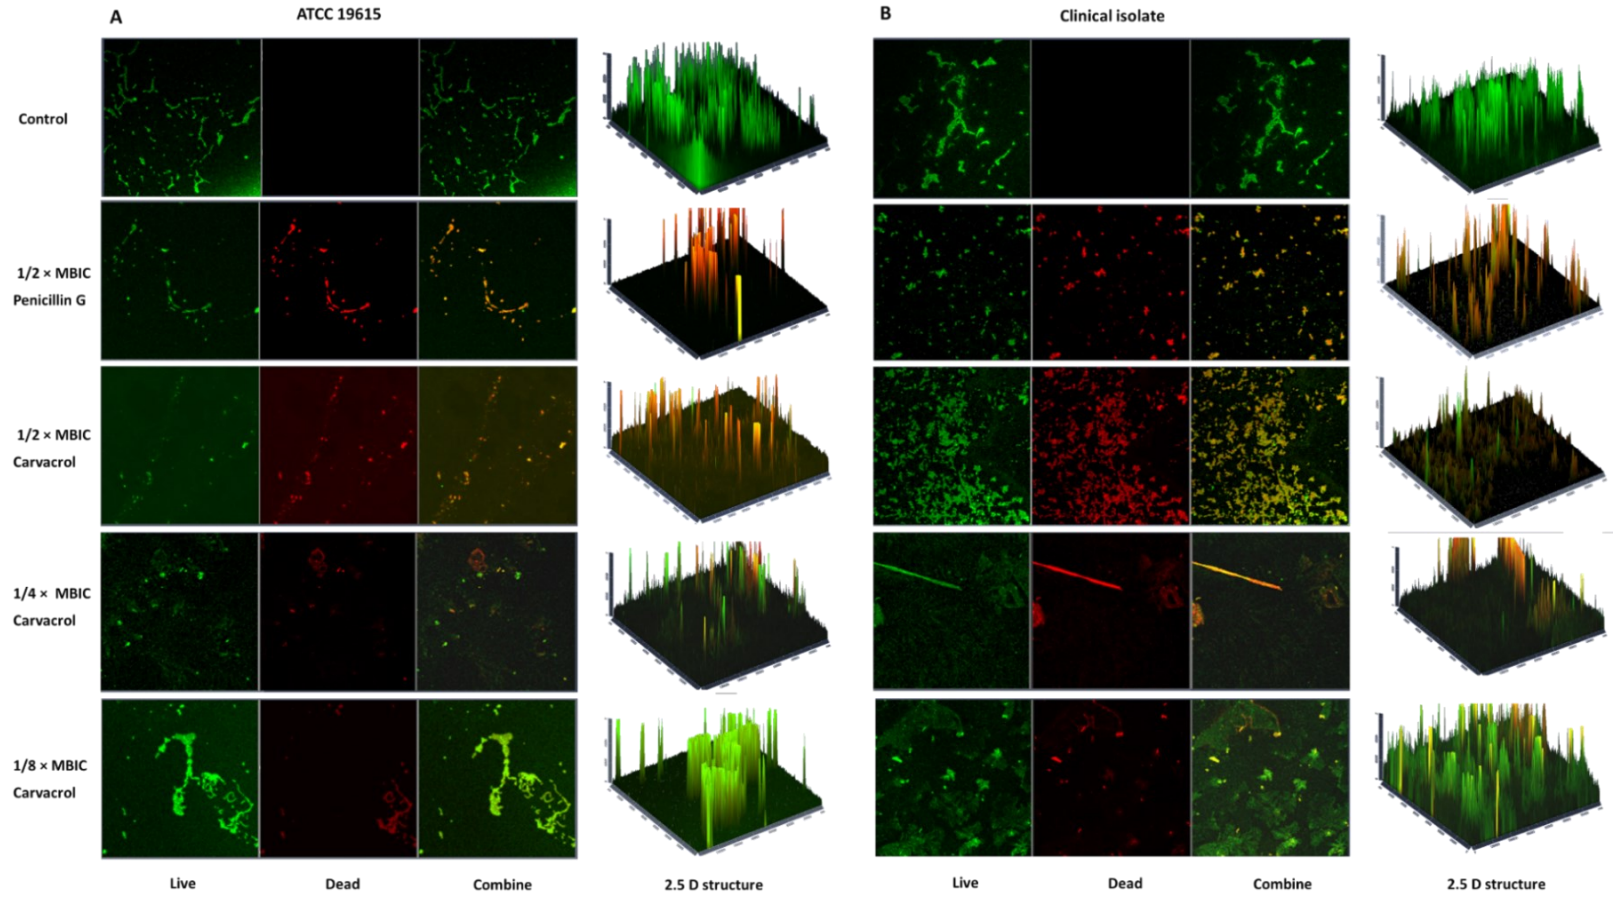 A
ATCC 19615
B
Clinical isolate
Control
1/2 × MBIC
Penicillin G
1/2 × MBIC
Carvacrol
1/4 × MBIC
Carvacrol
1/8 × MBIC
Carvacrol
Live
Dead
Combine
2.5 D structure
Live
Dead
Combine
2.5 D structure